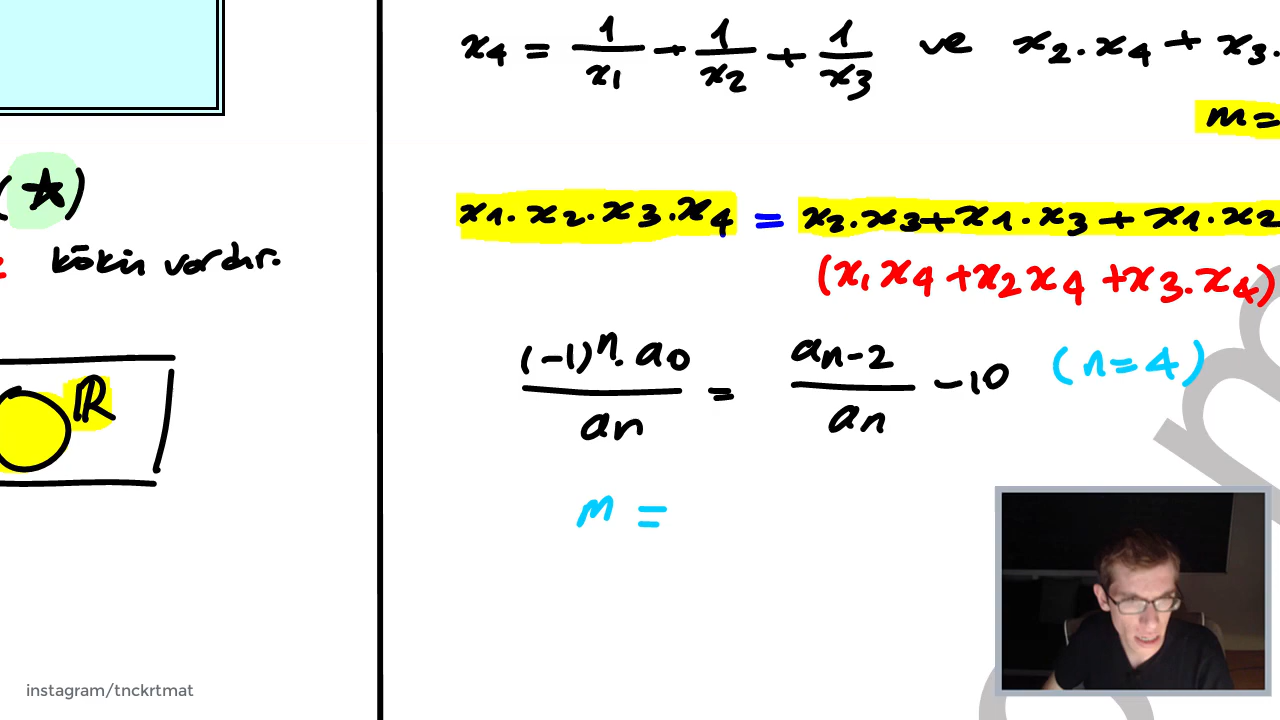 x4 = 1/x1 + 1/x2 + 1/x3 ve x2.x4 + x3.
m=
(★)
kökü vardır.
x1.x2.x3.x4 = x2.x3+x1.x3+x1.x2
(x1x4+x2x4+x3.x4)
(-1)^n.a0/an = an-2/an -10 (n=4)
ℝ
m =
instagram/tnckrtmat